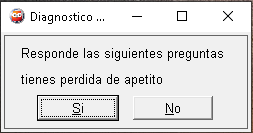 Diagnostico ...
Responde las siguientes preguntas
tienes perdida de apetito
Si
No